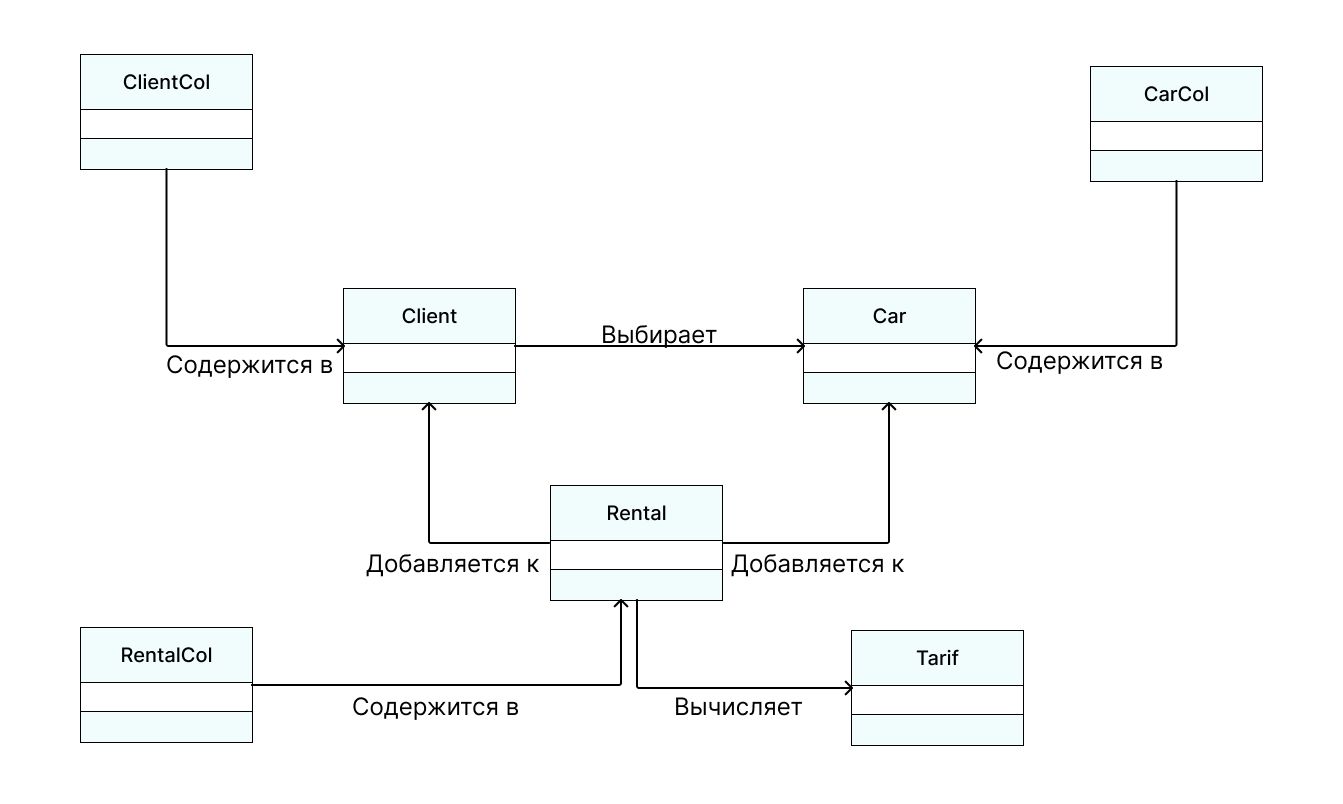 ClientCol
CarCol
Client
Выбирает
Car
Содержится в
Содержится в
Rental
Добавляется к
Добавляется к
RentalCol
Tarif
Содержится в
Вычисляет